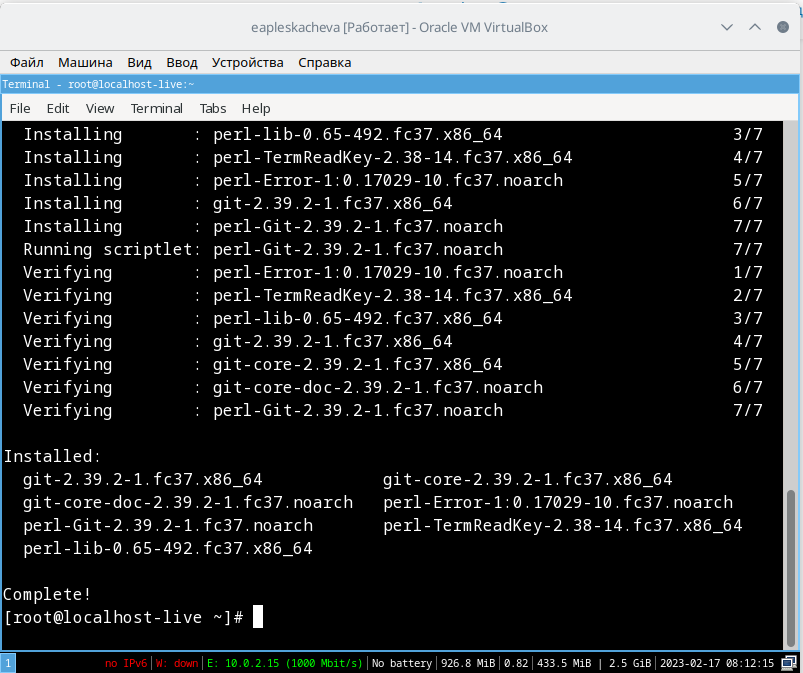 eapleskacheva [Работает] - Oracle VM VirtualBox
Файл Машина Вид Ввод Устройства Справка
Terminal - root@localhost-live:~
File Edit View Terminal Tabs Help
Installing : perl-lib-0.65-492.fc37.x86_64 3/7
Installing : perl-TermReadKey-2.38-14.fc37.x86_64 4/7
Installing : perl-Error-1:0.17029-10.fc37.noarch 5/7
Installing : git-2.39.2-1.fc37.x86_64 6/7
Installing : perl-Git-2.39.2-1.fc37.noarch 7/7
Running scriptlet: perl-Git-2.39.2-1.fc37.noarch 7/7
Verifying : perl-Error-1:0.17029-10.fc37.noarch 1/7
Verifying : perl-TermReadKey-2.38-14.fc37.x86_64 2/7
Verifying : perl-lib-0.65-492.fc37.x86_64 3/7
Verifying : git-2.39.2-1.fc37.x86_64 4/7
Verifying : git-core-2.39.2-1.fc37.x86_64 5/7
Verifying : git-core-doc-2.39.2-1.fc37.noarch 6/7
Verifying : perl-Git-2.39.2-1.fc37.noarch 7/7
Installed:
git-2.39.2-1.fc37.x86_64 git-core-2.39.2-1.fc37.x86_64
git-core-doc-2.39.2-1.fc37.noarch perl-Error-1:0.17029-10.fc37.noarch
perl-Git-2.39.2-1.fc37.noarch perl-TermReadKey-2.38-14.fc37.x86_64
perl-lib-0.65-492.fc37.x86_64
Complete!
[root@localhost-live ~]#
1 no IPv6|W: down|E: 10.0.2.15 (1000 Mbit/s)|No battery|926.8 MiB|0.82|433.5 MiB | 2.5 GiB|2023-02-17 08:12:15